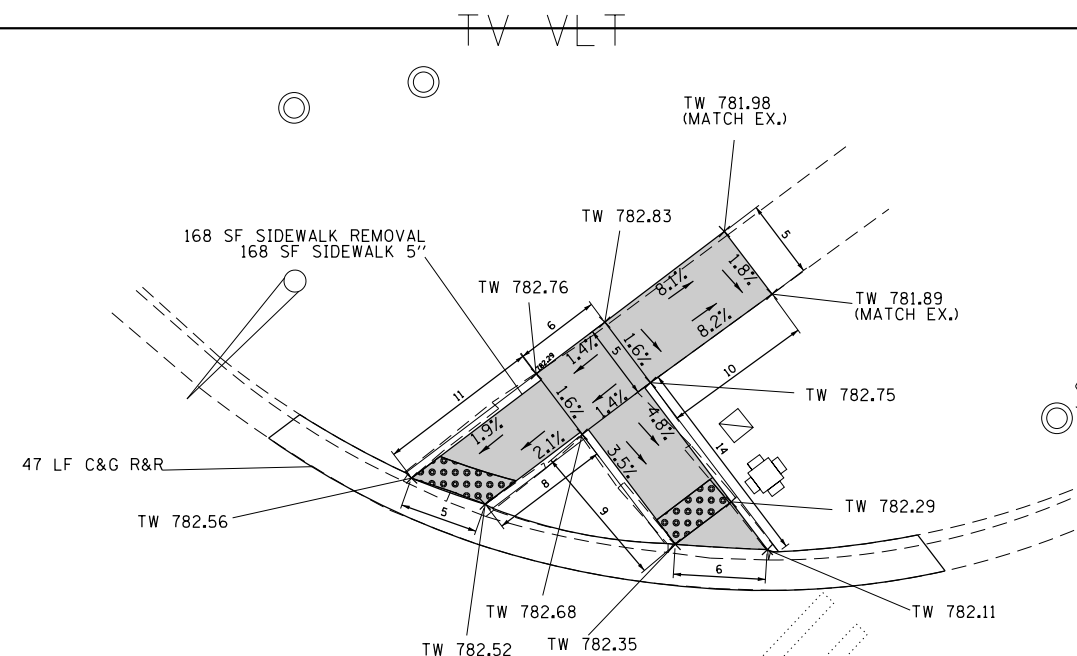 TV VLT
TW 781.98
(MATCH EX.)
TW 782.83
168 SF SIDEWALK REMOVAL
168 SF SIDEWALK 5"
TW 782.76
TW 781.89
(MATCH EX.)
5
8.1%
1.8%
8.2%
6
782.29
1.4%
5
1.6%
10
11
1.6%
1.4%
TW 782.75
4.8%
14
1.9%
2.1%
3.5%
8
9
47 LF C&G R&R
TW 782.56
5
TW 782.29
6
TW 782.68
TW 782.11
TW 782.52
TW 782.35